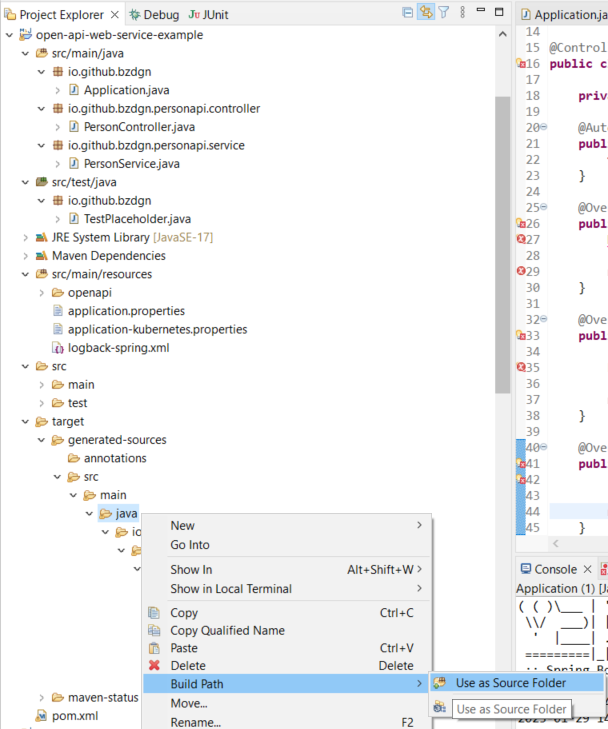 Project Explorer
Debug
JUnit
open-api-web-service-example
src/main/java
io.github.bzdgn
Application.java
io.github.bzdgn.personapi.controller
PersonController.java
io.github.bzdgn.personapi.service
PersonService.java
src/test/java
io.github.bzdgn
TestPlaceholder.java
JRE System Library [JavaSE-17]
Maven Dependencies
src/main/resources
openapi
application.properties
application-kubernetes.properties
logback-spring.xml
src
main
test
target
generated-sources
annotations
src
main
java
io
maven-status
pom.xml
New
Go Into
Show In Alt+Shift+W
Show in Local Terminal
Copy Ctrl+C
Copy Qualified Name
Paste Ctrl+V
Delete Delete
Build Path
Move...
Rename... F2
Use as Source Folder
Use as Source Folder
Application.java
14
15 @Control
16 public c
17
18 priva
19
20 @Aut
21 publ
22
23 }
24
25 @Ove
26 publ
27
28
29
30 }
31
32 @Ove
33 publ
34
35
36
37
38 }
39
40 @Ove
41 publ
42
43
44
45 }
Console
Application (1) [Ja
( ( )\___ |
\\/ ___)|
' |____|
=========|_|
:: Spring Bo